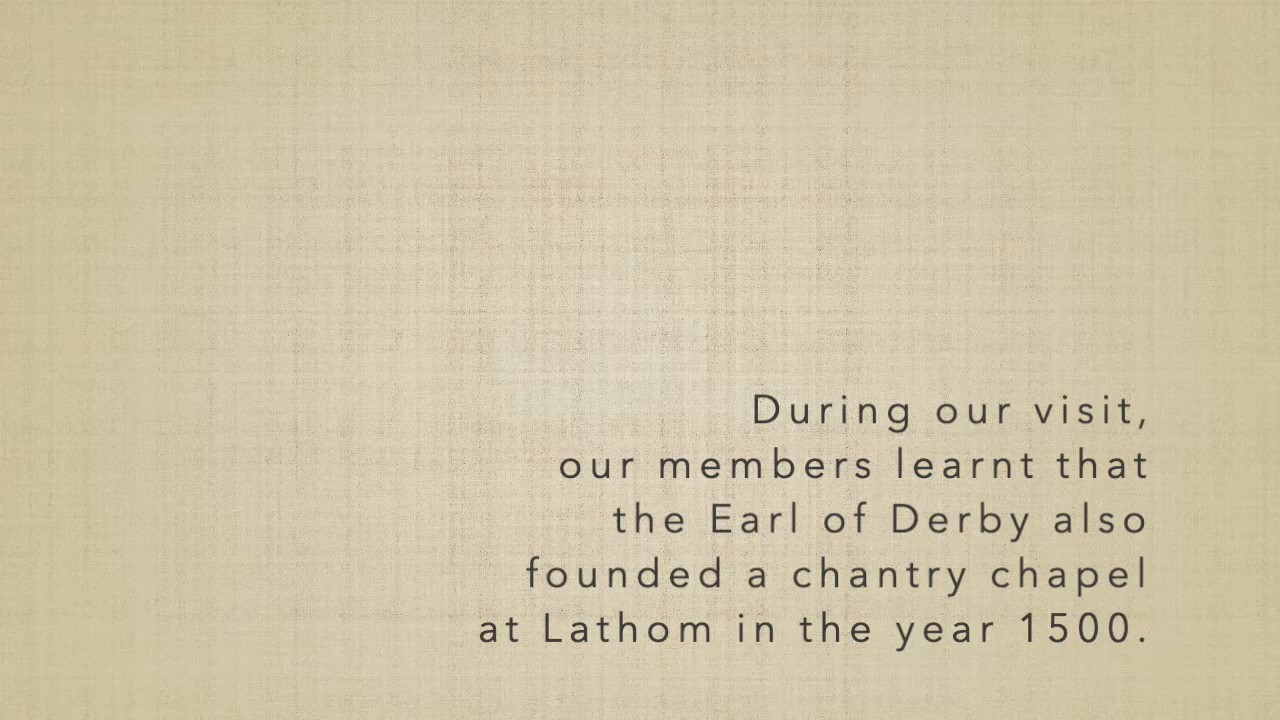 During our visit,
our members learnt that
the Earl of Derby also
founded a chantry chapel
at Lathom in the year 1500.